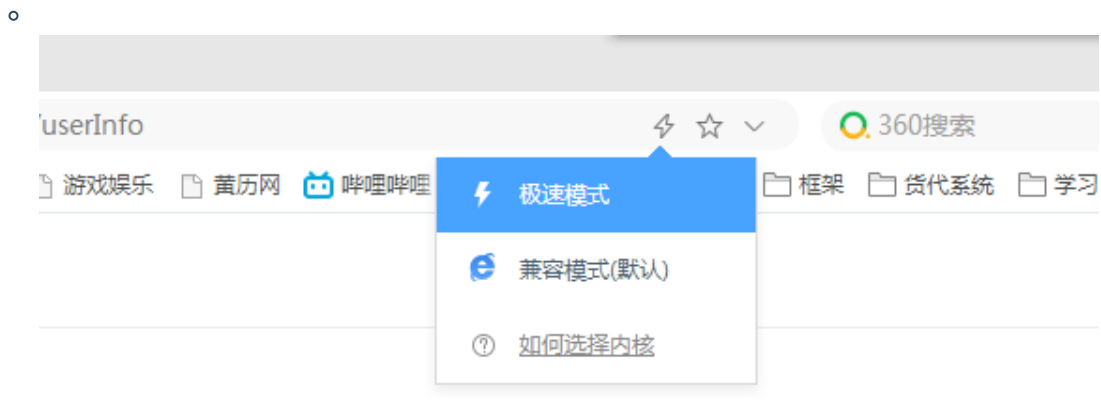 。
/userInfo
360搜索
游戏娱乐 黄历网 哔哩哔哩 框架 货代系统 学习
极速模式
兼容模式(默认)
如何选择内核